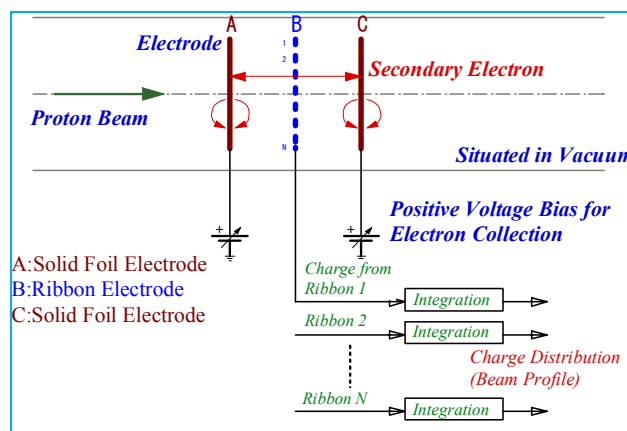 A B C
Electrode
1
2
Secondary Electron
Proton Beam
N
Situated in Vacuum
+ +
Positive Voltage Bias for
Electron Collection
A:Solid Foil Electrode
B:Ribbon Electrode
C:Solid Foil Electrode
Charge from
Ribbon 1
Integration
Ribbon 2
Integration
Charge Distribution
(Beam Profile)
Ribbon N
Integration